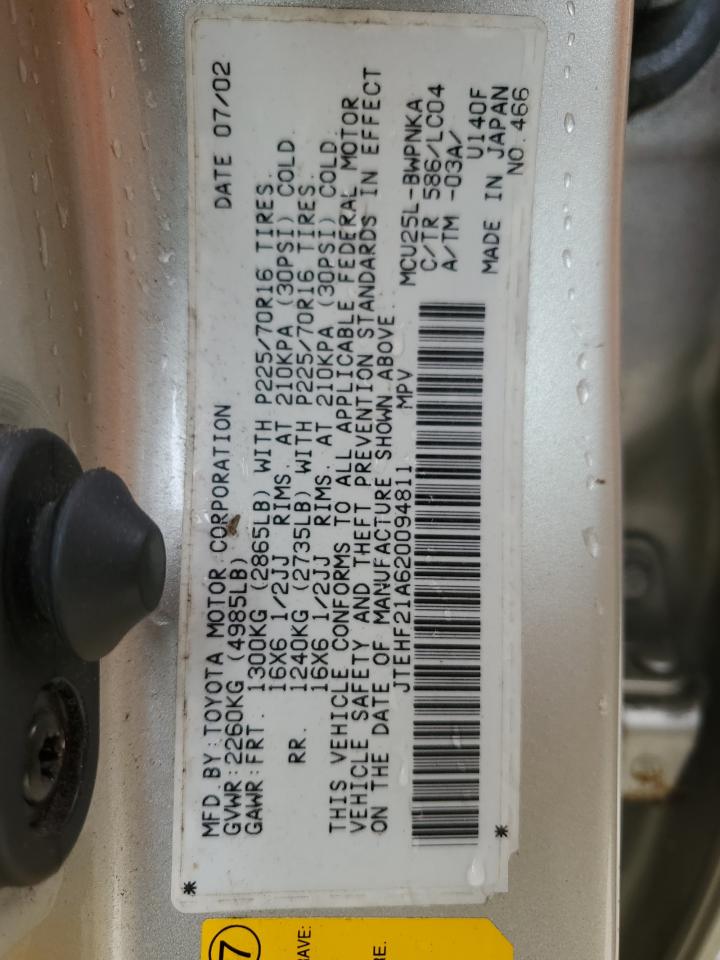 MFD. BY: TOYOTA MOTOR CORPORATION DATE 07/02
GVWR: 2260KG (4985LB)
GAWR: FRT. 1300KG (2865LB) WITH P225/70R16 TIRES.
16X6 1/2JJ RIMS. AT 210KPA (30PSI) COLD
RR. 1240KG (2735LB) WITH P225/70R16 TIRES.
16X6 1/2JJ RIMS. AT 210KPA (30PSI) COLD
THIS VEHICLE CONFORMS TO ALL APPLICABLE FEDERAL MOTOR
VEHICLE SAFETY AND THEFT PREVENTION STANDARDS IN EFFECT
ON THE DATE OF MANUFACTURE SHOWN ABOVE.
JTEHF21A620094811 MPV MCU25L-BWPNKA
C/TR 586/LC04
A/TM -03A/
U140F
MADE IN JAPAN
NO. 466
* *
7
AVE:
RE.